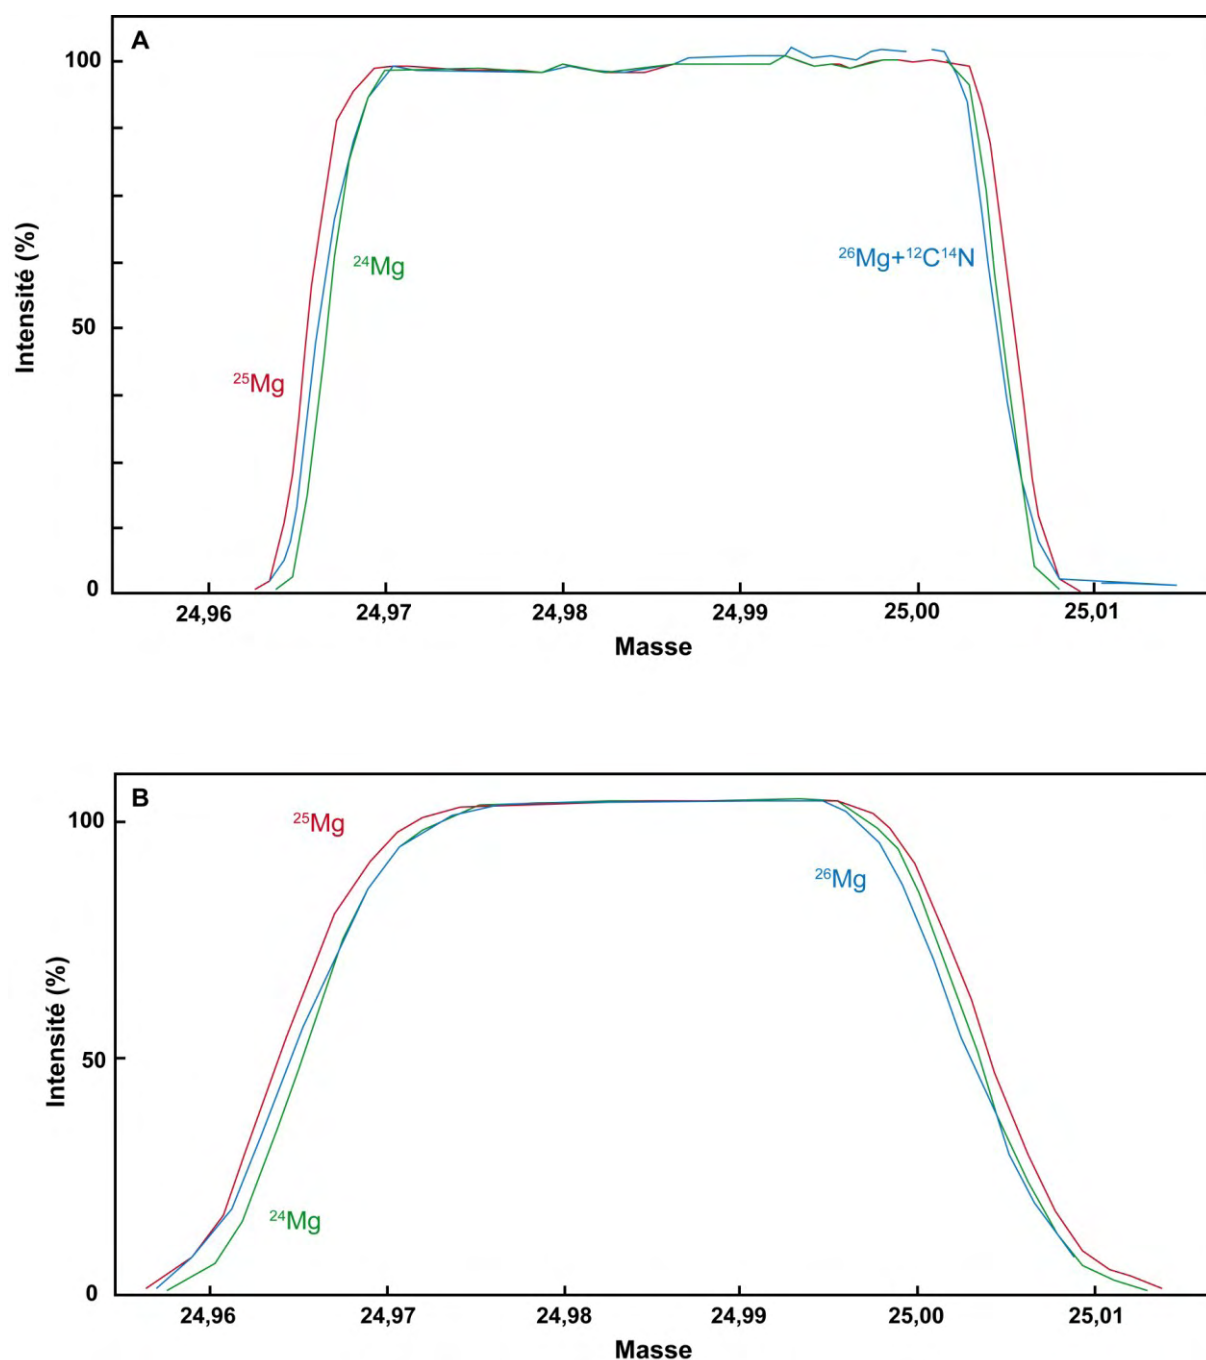 A
100
Intensité (%)
²⁶Mg+¹²C¹⁴N
²⁴Mg
50
²⁵Mg
0
24,96 24,97 24,98 24,99 25,00 25,01
Masse
B
100
²⁵Mg
²⁶Mg
Intensité (%)
50
²⁴Mg
0
24,96 24,97 24,98 24,99 25,00 25,01
Masse